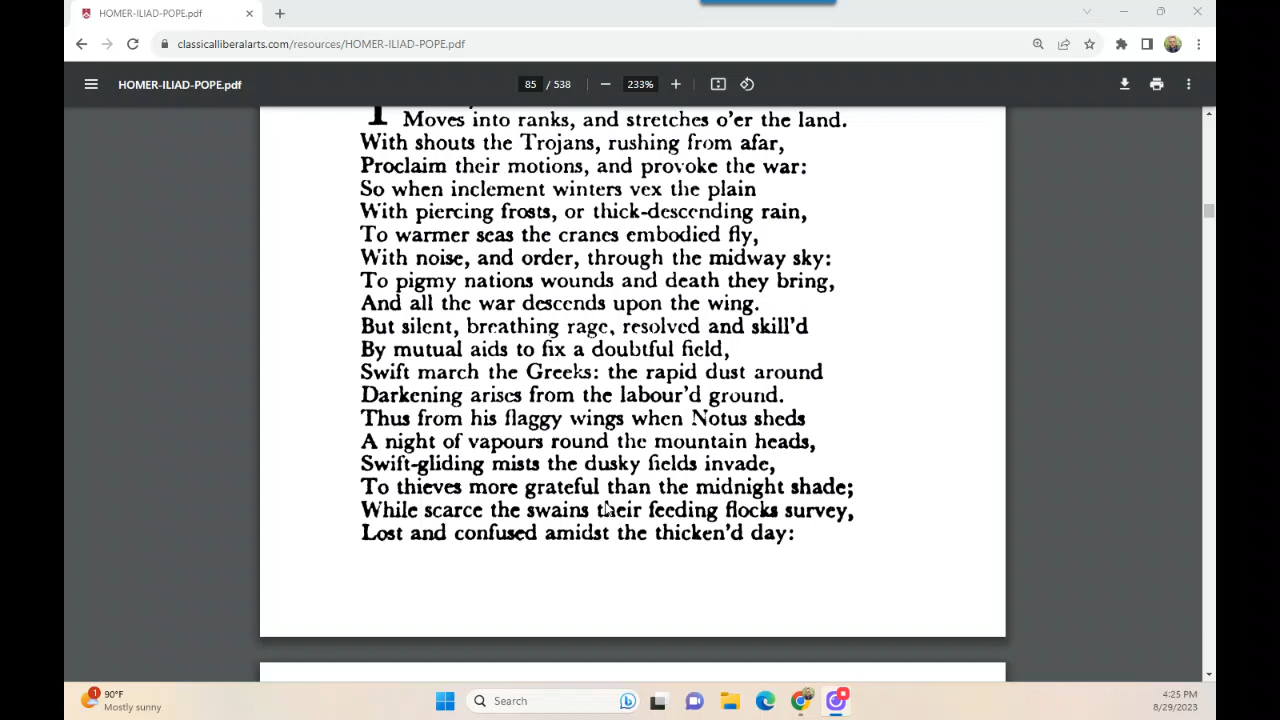 HOMER-ILIAD-POPE.pdf
classicalliberalarts.com/resources/HOMER-ILIAD-POPE.pdf
HOMER-ILIAD-POPE.pdf
85 / 538
233%
Moves into ranks, and stretches o'er the land.
With shouts the Trojans, rushing from afar,
Proclaim their motions, and provoke the war:
So when inclement winters vex the plain
With piercing frosts, or thick-descending rain,
To warmer seas the cranes embodied fly,
With noise, and order, through the midway sky:
To pigmy nations wounds and death they bring,
And all the war descends upon the wing.
But silent, breathing rage, resolved and skill'd
By mutual aids to fix a doubtful field,
Swift march the Greeks: the rapid dust around
Darkening arises from the labour'd ground.
Thus from his flaggy wings when Notus sheds
A night of vapours round the mountain heads,
Swift-gliding mists the dusky fields invade,
To thieves more grateful than the midnight shade;
While scarce the swains their feeding flocks survey,
Lost and confused amidst the thicken'd day:
1
90°F
Mostly sunny
Search
4:25 PM
8/29/2023